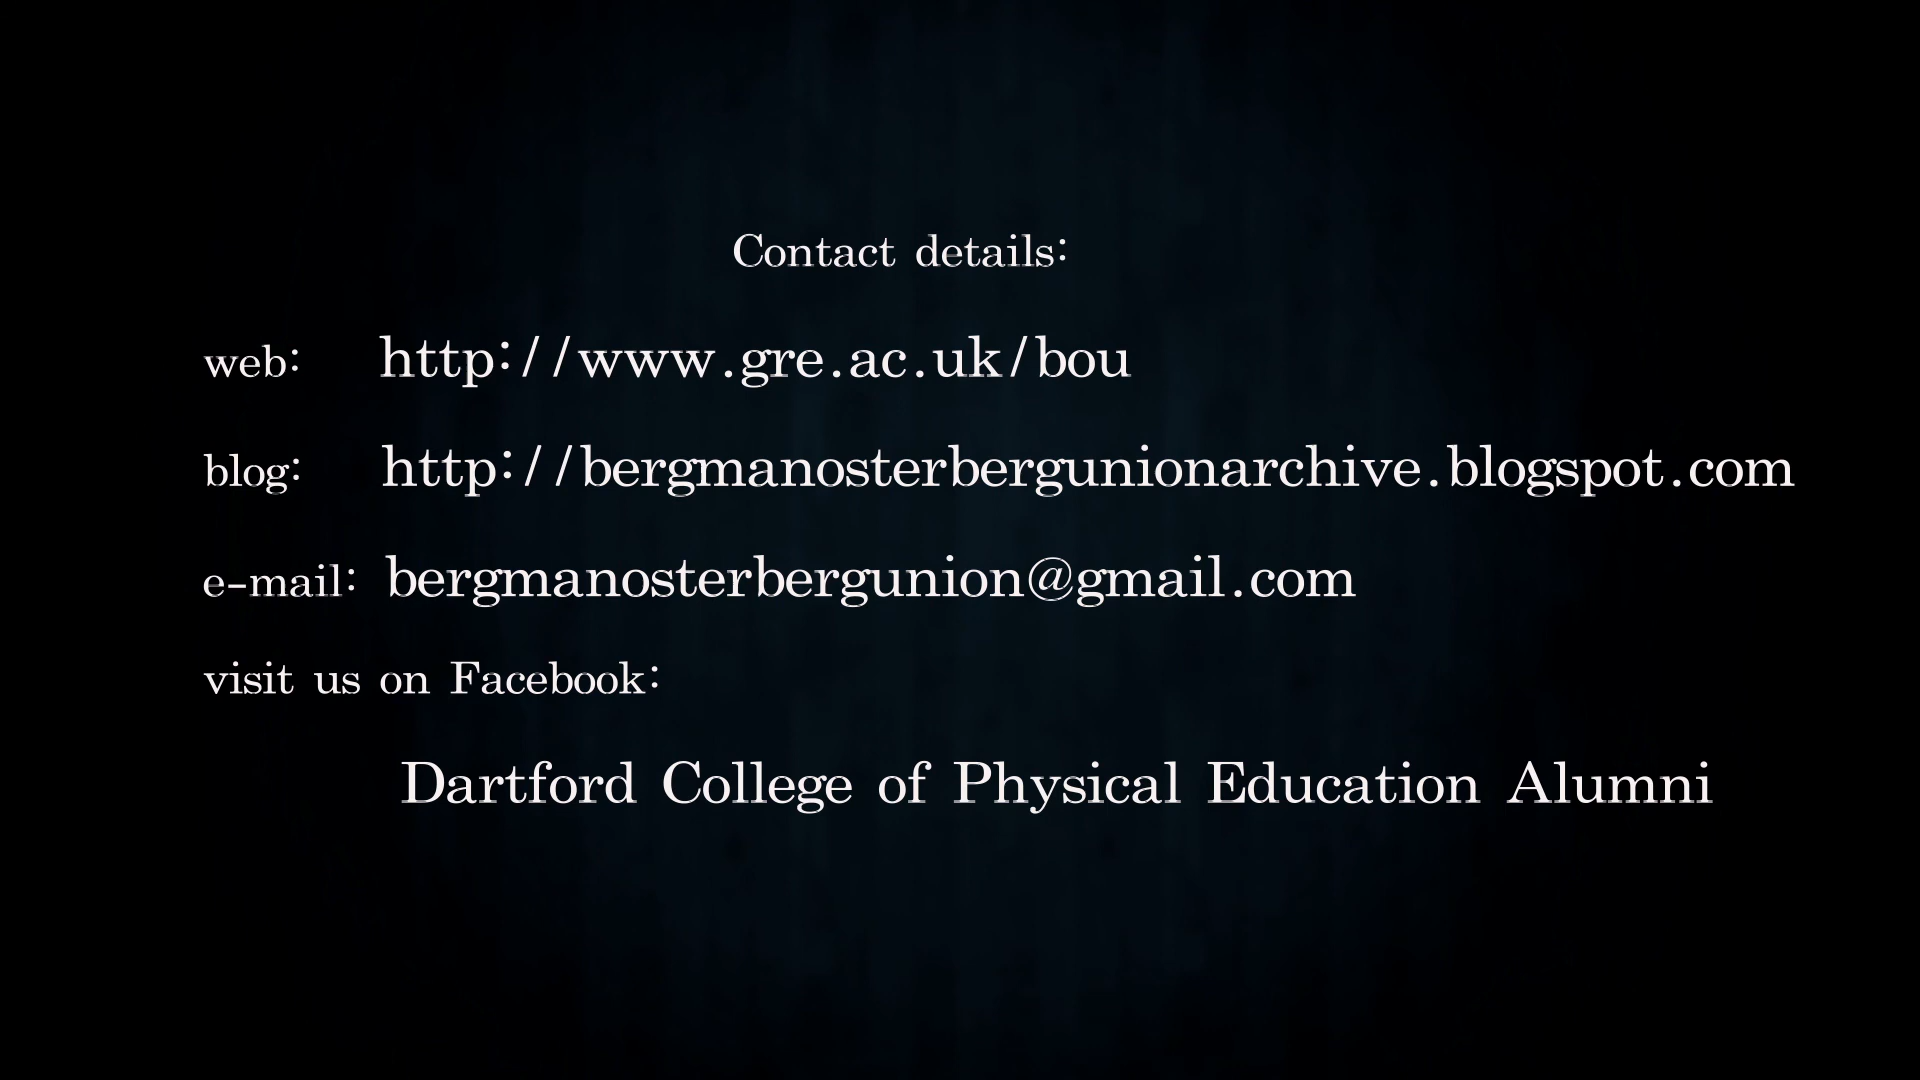 Contact details:
web: http://www.gre.ac.uk/bou
blog: http://bergmanosterbergunionarchive.blogspot.com
e-mail: bergmanosterbergunion@gmail.com
visit us on Facebook:
Dartford College of Physical Education Alumni